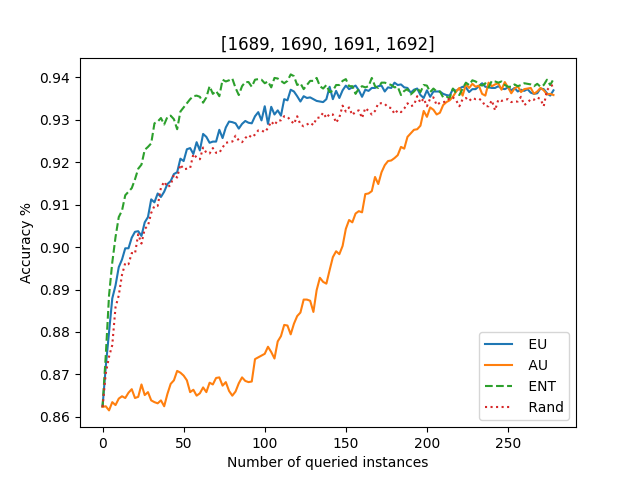 [1689, 1690, 1691, 1692]
Accuracy %
0.94
0.93
0.92
0.91
0.90
0.89
0.88
0.87
0.86
EU
AU
ENT
Rand
0 50 100 150 200 250
Number of queried instances